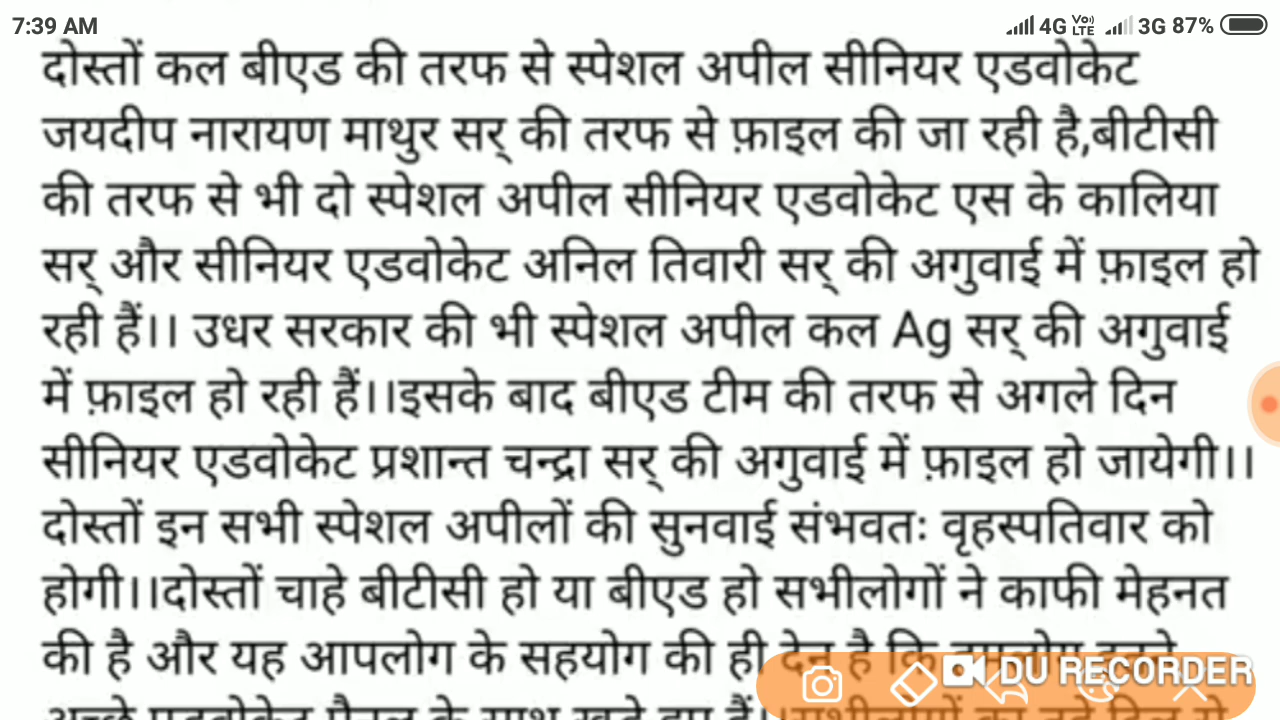 7:39 AM 4G VoLTE 3G 87%
दोस्तों कल बीएड की तरफ से स्पेशल अपील सीनियर एडवोकेट
जयदीप नारायण माथुर सर् की तरफ से फ़ाइल की जा रही है,बीटीसी
की तरफ से भी दो स्पेशल अपील सीनियर एडवोकेट एस के कालिया
सर् और सीनियर एडवोकेट अनिल तिवारी सर् की अगुवाई में फ़ाइल हो
रही हैं।। उधर सरकार की भी स्पेशल अपील कल Ag सर् की अगुवाई
में फ़ाइल हो रही हैं।।इसके बाद बीएड टीम की तरफ से अगले दिन
सीनियर एडवोकेट प्रशान्त चन्द्रा सर् की अगुवाई में फ़ाइल हो जायेगी।।
दोस्तों इन सभी स्पेशल अपीलों की सुनवाई संभवतः वृहस्पतिवार को
होगी।।दोस्तों चाहे बीटीसी हो या बीएड हो सभीलोगों ने काफी मेहनत
की है और यह आपलोग के सहयोग की ही देन है कि
DU RECORDER